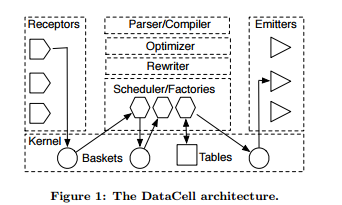 Receptors
Parser/Compiler
Emitters
Optimizer
Rewriter
Scheduler/Factories
Kernel
Baskets
Tables
Figure 1: The DataCell architecture.